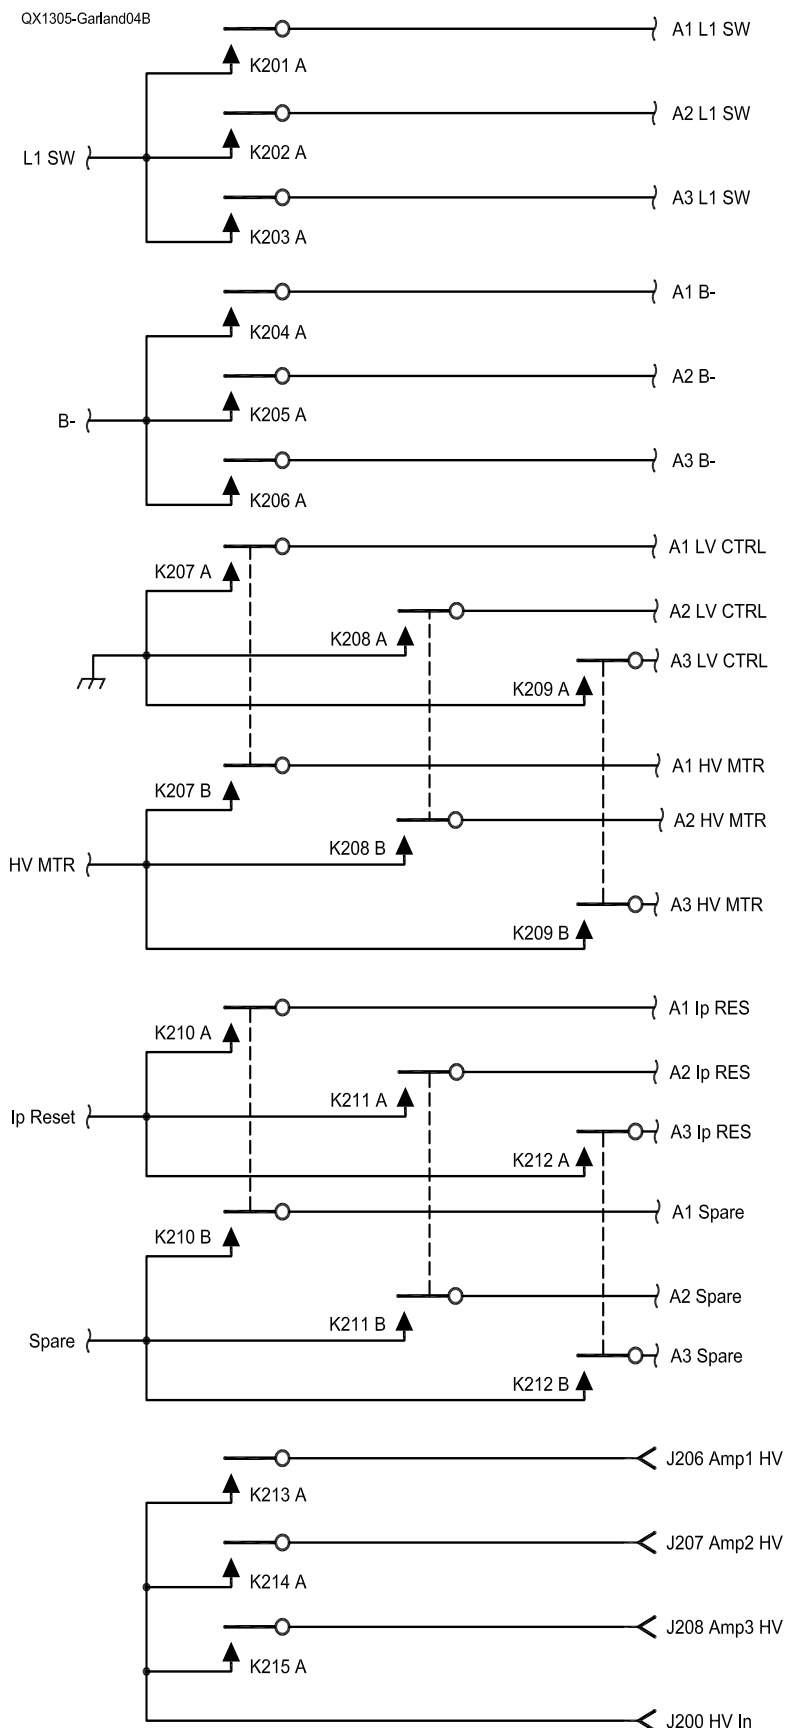 QX1305-Garland04B
A1 L1 SW
K201 A
A2 L1 SW
K202 A
L1 SW
A3 L1 SW
K203 A
A1 B-
K204 A
A2 B-
K205 A
B-
A3 B-
K206 A
A1 LV CTRL
K207 A
A2 LV CTRL
K208 A
A3 LV CTRL
K209 A
A1 HV MTR
K207 B
A2 HV MTR
K208 B
HV MTR
A3 HV MTR
K209 B
A1 Ip RES
K210 A
A2 Ip RES
K211 A
Ip Reset
A3 Ip RES
K212 A
A1 Spare
K210 B
A2 Spare
K211 B
Spare
A3 Spare
K212 B
J206 Amp1 HV
K213 A
J207 Amp2 HV
K214 A
J208 Amp3 HV
K215 A
J200 HV In